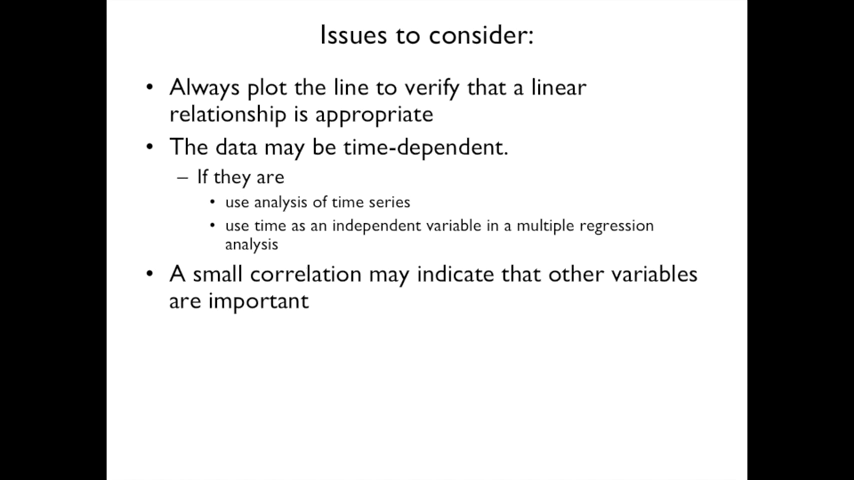 Issues to consider:
• Always plot the line to verify that a linear
relationship is appropriate
• The data may be time-dependent.
– If they are
• use analysis of time series
• use time as an independent variable in a multiple regression
analysis
• A small correlation may indicate that other variables
are important